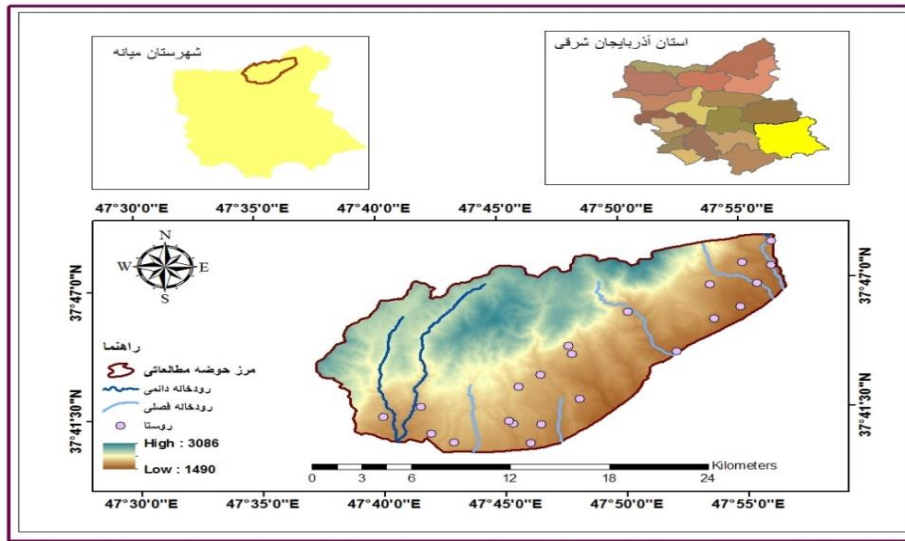 شهرستان میانه
استان آذربایجان شرقی
47°30'0"E 47°35'0"E 47°40'0"E 47°45'0"E 47°50'0"E 47°55'0"E
N
W E
S
37°47'0"N
37°47'0"N
37°41'30"N
37°41'30"N
راهنما
مرز حوضه مطالعاتی
رودخانه دائمی
رودخانه فصلی
روستا
High : 3086
Low : 1490
Kilometers
0 3 6 12 18 24
47°30'0"E 47°35'0"E 47°40'0"E 47°45'0"E 47°50'0"E 47°55'0"E